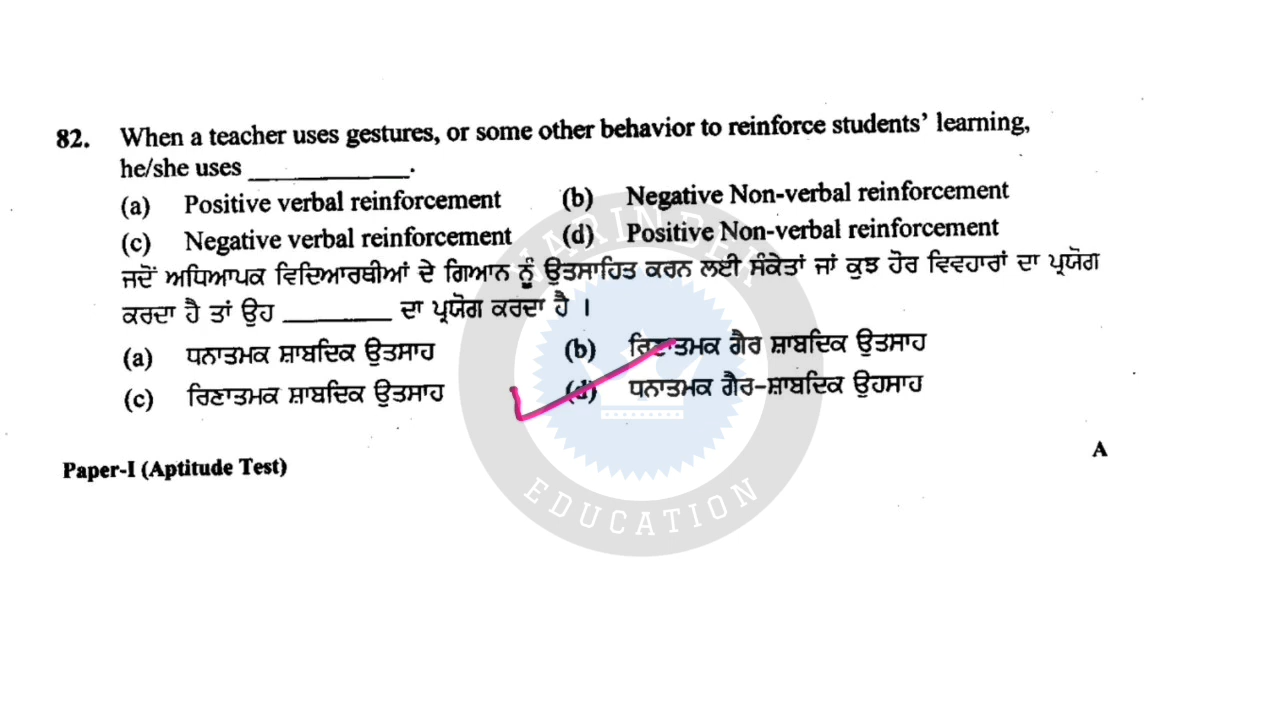 82. When a teacher uses gestures, or some other behavior to reinforce students' learning,
he/she uses ____________.
(a) Positive verbal reinforcement (b) Negative Non-verbal reinforcement
(c) Negative verbal reinforcement (d) Positive Non-verbal reinforcement
ਜਦੋਂ ਅਧਿਆਪਕ ਵਿਦਿਆਰਥੀਆਂ ਦੇ ਗਿਆਨ ਨੂੰ ਉਤਸਾਹਿਤ ਕਰਨ ਲਈ ਸੰਕੇਤਾਂ ਜਾਂ ਕੁਝ ਹੋਰ ਵਿਵਹਾਰਾਂ ਦਾ ਪ੍ਰਯੋਗ
ਕਰਦਾ ਹੈ ਤਾਂ ਉਹ ________ ਦਾ ਪ੍ਰਯੋਗ ਕਰਦਾ ਹੈ ।
(a) ਧਨਾਤਮਕ ਸ਼ਾਬਦਿਕ ਉਤਸਾਹ (b) ਰਿਣਾਤਮਕ ਗੈਰ ਸ਼ਾਬਦਿਕ ਉਤਸਾਹ
(c) ਰਿਣਾਤਮਕ ਸ਼ਾਬਦਿਕ ਉਤਸਾਹ (d) ਧਨਾਤਮਕ ਗੈਰ-ਸ਼ਾਬਦਿਕ ਉਹਸਾਹ
Paper-I (Aptitude Test) A
VARINDER
EDUCATION